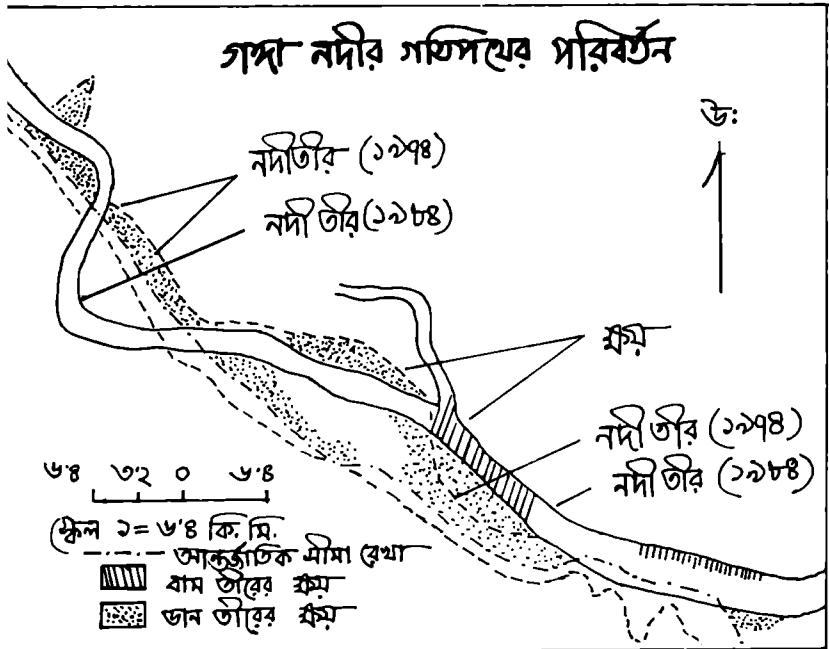 গঙ্গা নদীর গতিপথের পরিবর্তন
উঃ
নদীতীর (১৯৭৪)
নদী তীর (১৯৮৪)
ক্ষয়
নদী তীর (১৯৭৪)
নদী তীর (১৯৮৪)
৬'৪ ৩'২ ০ ৬'৪
স্কেল ১ = ৬'৪ কি. মি.
আন্তর্জাতিক সীমা রেখা
বাম তীরের ক্ষয়
ডান তীরের ক্ষয়